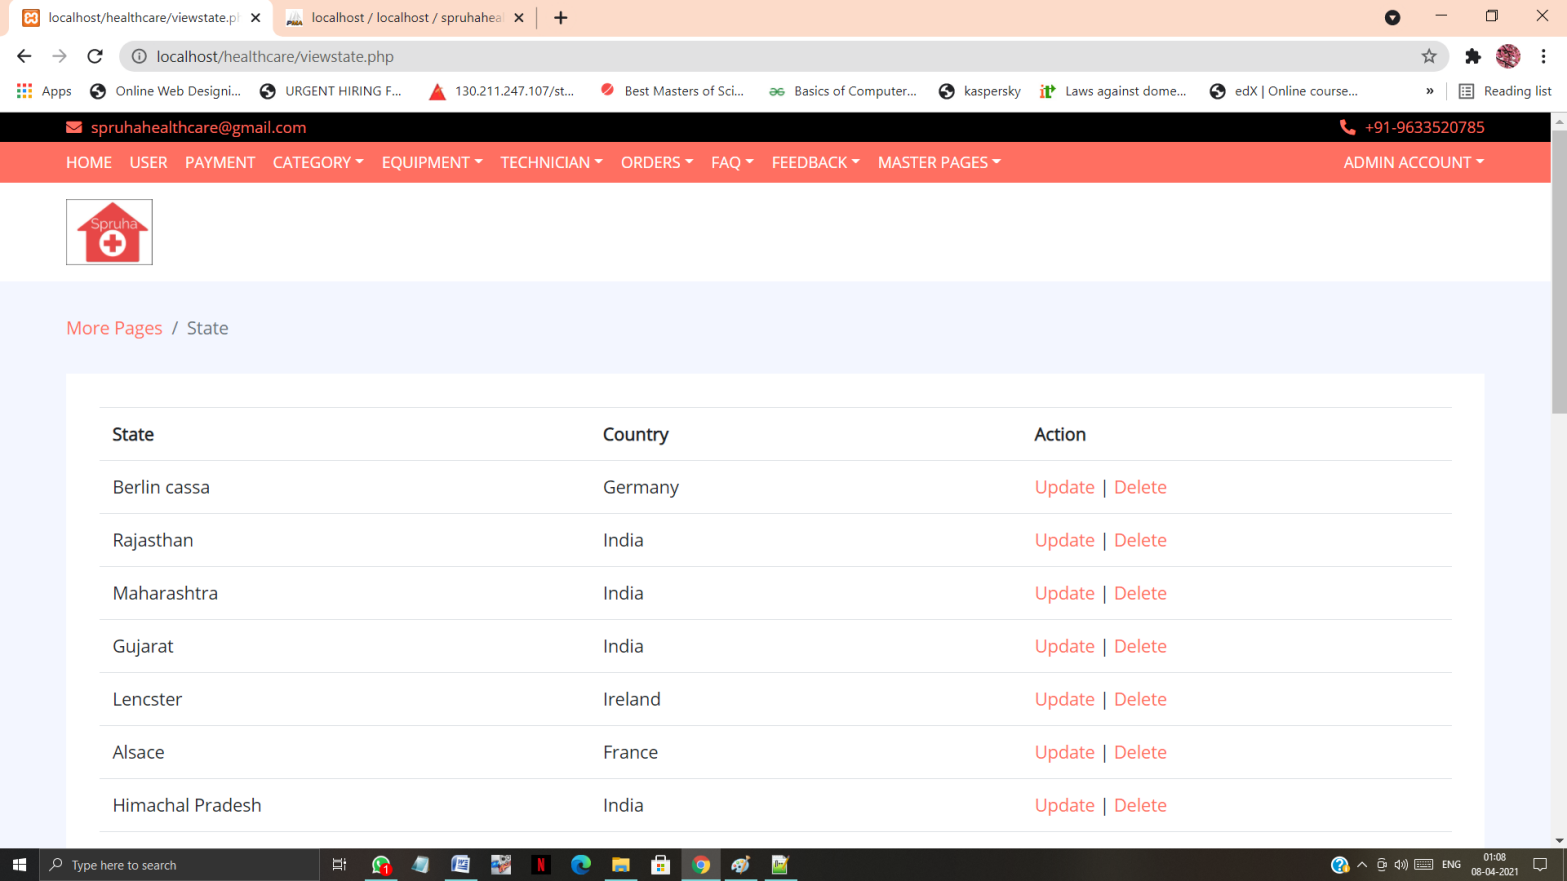 localhost/healthcare/viewstate.p
localhost / localhost / spruhahea
localhost/healthcare/viewstate.php
Apps
Online Web Designi...
URGENT HIRING F...
130.211.247.107/st...
Best Masters of Sci...
Basics of Computer...
kaspersky
Laws against dome...
edX | Online course...
»
Reading list
spruhahealthcare@gmail.com
+91-9633520785
HOME USER PAYMENT CATEGORY EQUIPMENT TECHNICIAN ORDERS FAQ FEEDBACK MASTER PAGES ADMIN ACCOUNT
Spruha
More Pages / State
State Country Action
Berlin cassa Germany Update | Delete
Rajasthan India Update | Delete
Maharashtra India Update | Delete
Gujarat India Update | Delete
Lencster Ireland Update | Delete
Alsace France Update | Delete
Himachal Pradesh India Update | Delete
Type here to search
1
ENG
01:08
08-04-2021